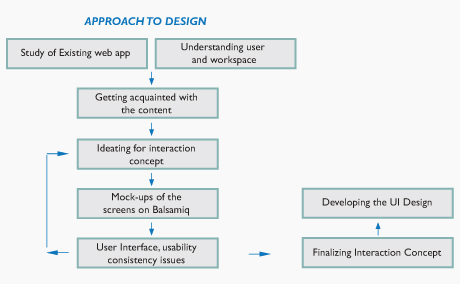 APPROACH TO DESIGN
Study of Existing web app
Understanding user
and workspace
Getting acquainted with
the content
Ideating for interaction
concept
Mock-ups of the
screens on Balsamiq
User Interface, usability
consistency issues
Developing the UI Design
Finalizing Interaction Concept